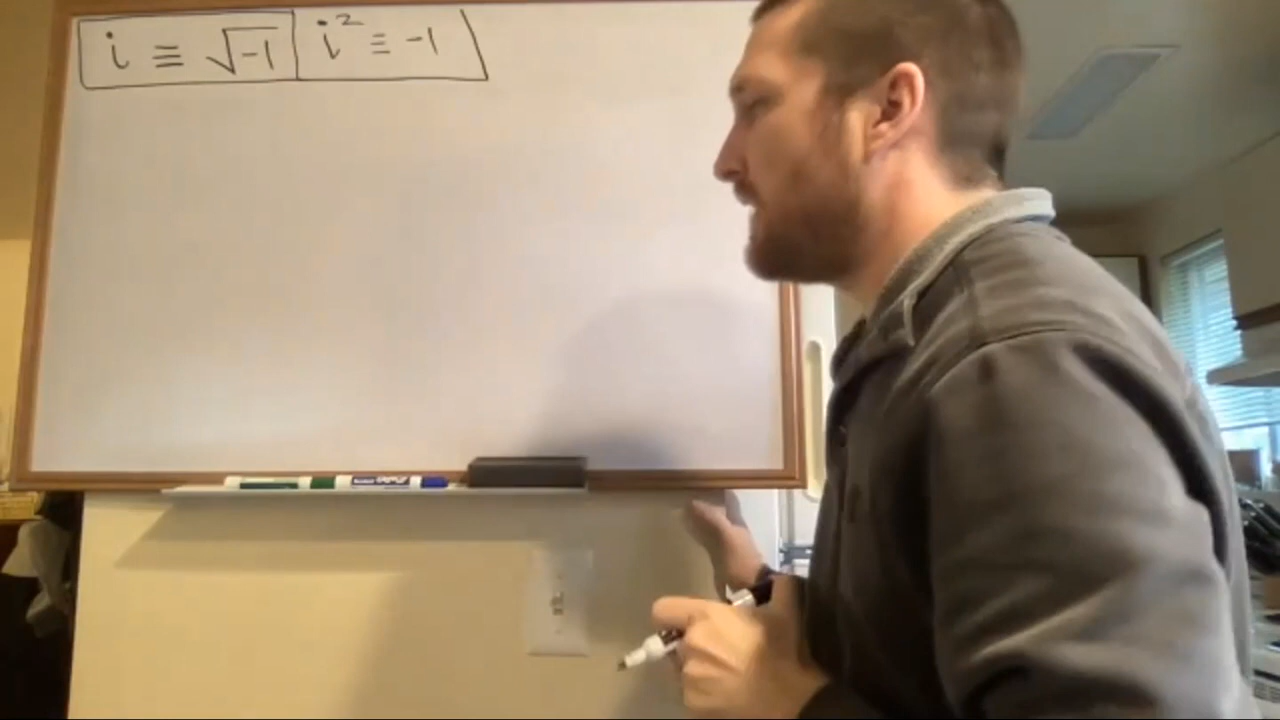 i ≡ √-1 i² ≡ -1